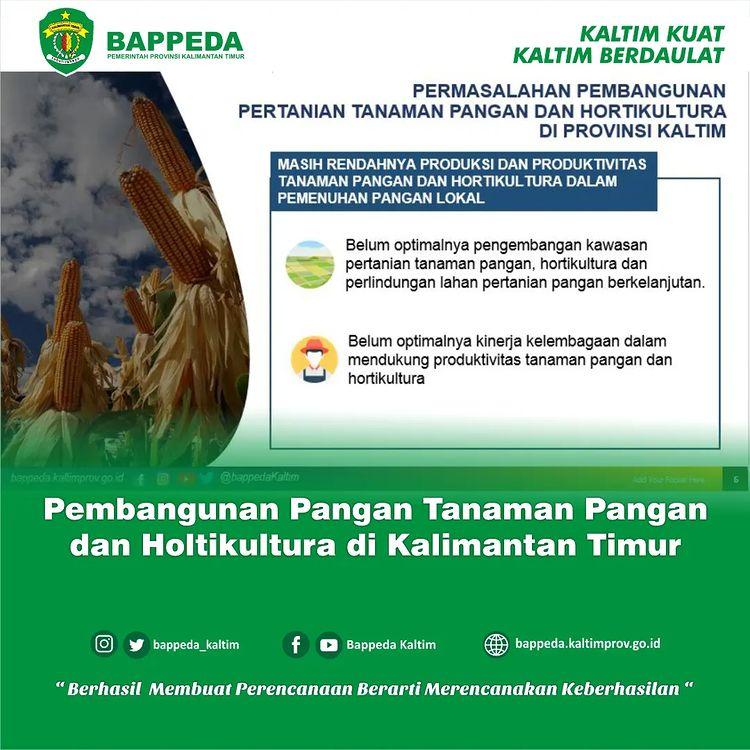 BAPPEDA
PEMERINTAH PROVINSI KALIMANTAN TIMUR
KALTIM KUAT
KALTIM BERDAULAT
PERMASALAHAN PEMBANGUNAN
PERTANIAN TANAMAN PANGAN DAN HORTIKULTURA
DI PROVINSI KALTIM
MASIH RENDAHNYA PRODUKSI DAN PRODUKTIVITAS
TANAMAN PANGAN DAN HORTIKULTURA DALAM
PEMENUHAN PANGAN LOKAL
Belum optimalnya pengembangan kawasan
pertanian tanaman pangan, hortikultura dan
perlindungan lahan pertanian pangan berkelanjutan.
Belum optimalnya kinerja kelembagaan dalam
mendukung produktivitas tanaman pangan dan
hortikultura
bappeda.kaltimprov.go.id @bappedaKaltim Add Your Footer Here 6
Pembangunan Pangan Tanaman Pangan
dan Holtikultura di Kalimantan Timur
bappeda_kaltim Bappeda Kaltim bappeda.kaltimprov.go.id
“ Berhasil Membuat Perencanaan Berarti Merencanakan Keberhasilan “